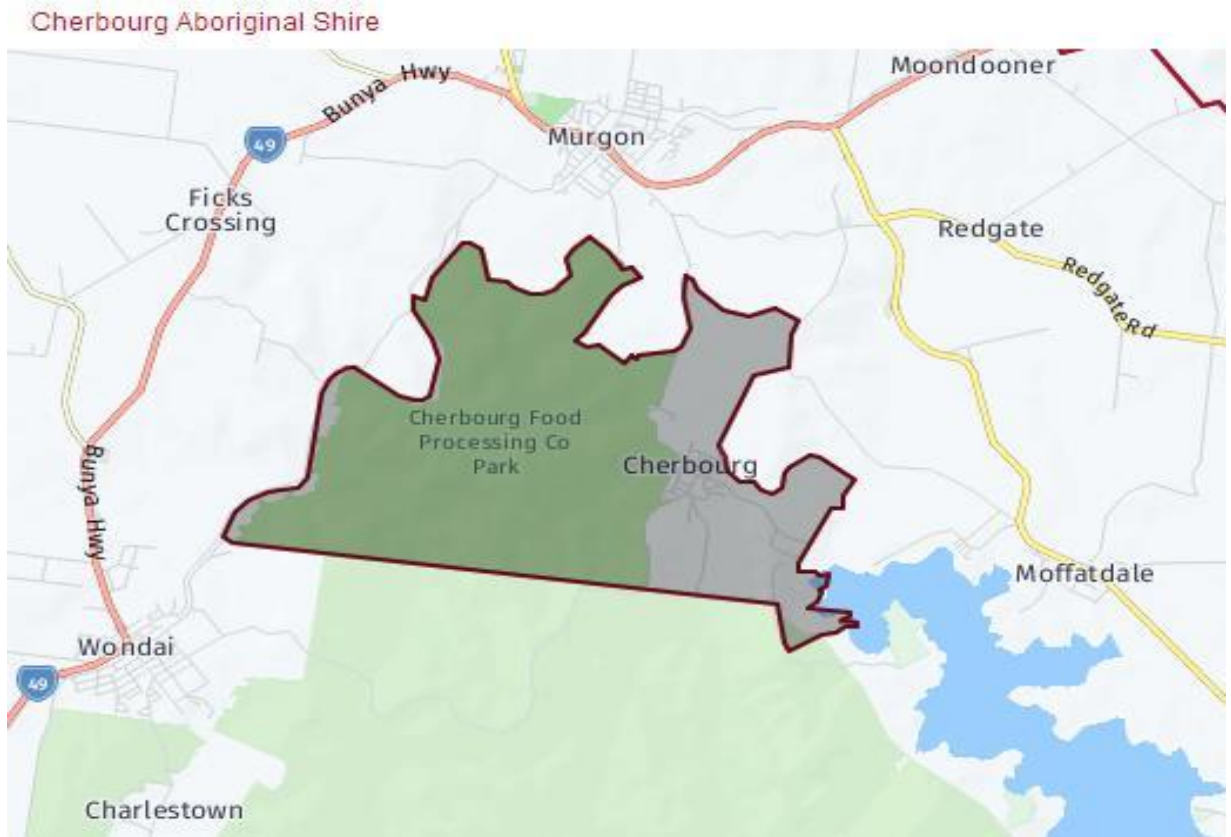 Cherbourg Aboriginal Shire
Moondooner
Bunya Hwy
49
Murgon
Ficks
Crossing
Redgate
Redgate Rd
Cherbourg Food
Processing Co
Park
Cherbourg
Bunya Hwy
Moffatdale
Wondai
49
Charlestown